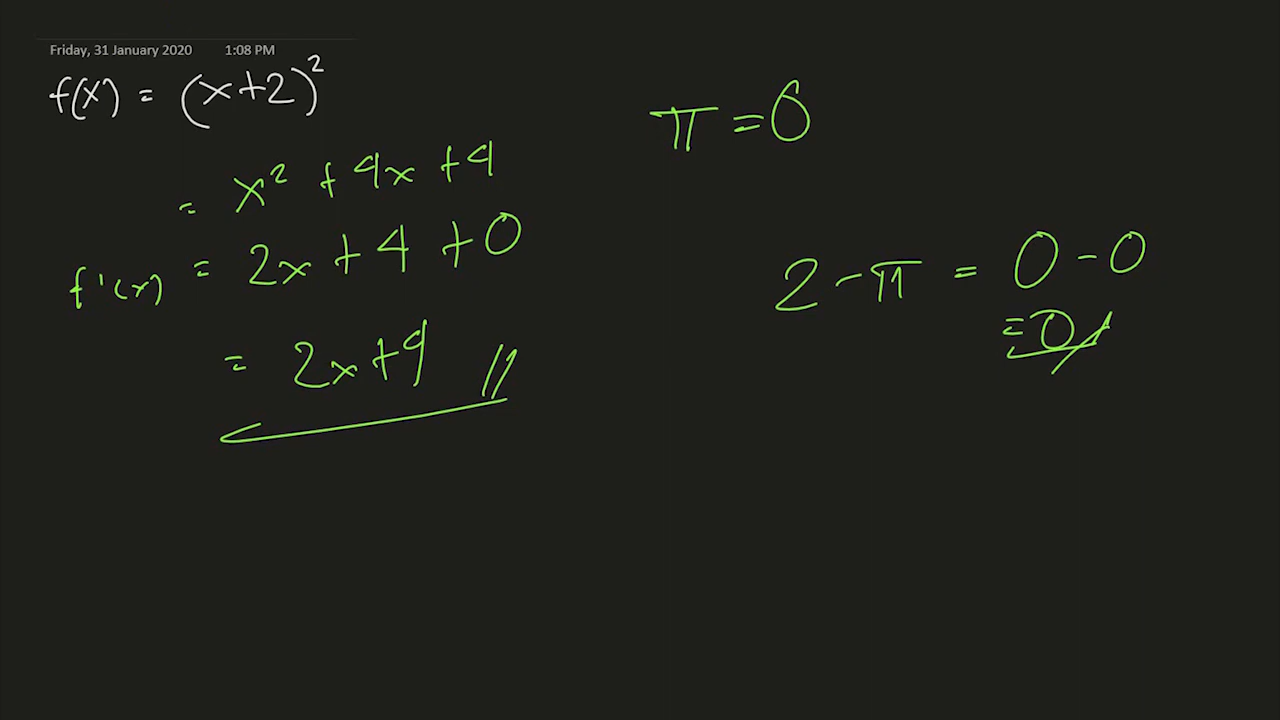 Friday, 31 January 2020 1:08 PM
f(x) = (x+2)²
= x² + 4x + 4
f'(x) = 2x + 4 + 0
= 2x + 4 //
π = 6
2 - π = 0 - 0
= 0 //